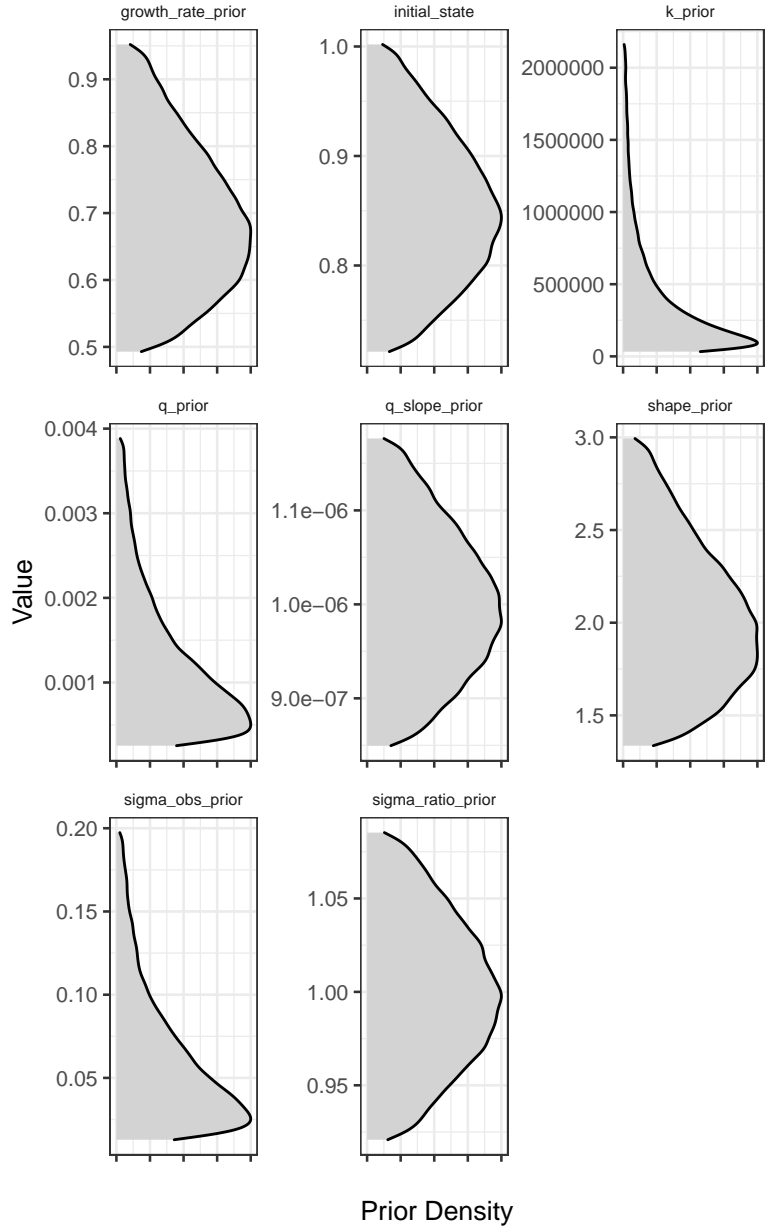 growth_rate_prior
initial_state
k_prior
0.9
0.8
0.7
0.6
0.5
1.0
0.9
0.8
2000000
1500000
1000000
500000
0
q_prior
q_slope_prior
shape_prior
0.004
0.003
0.002
0.001
1.1e−06
1.0e−06
9.0e−07
3.0
2.5
2.0
1.5
Value
sigma_obs_prior
sigma_ratio_prior
0.20
0.15
0.10
0.05
1.05
1.00
0.95
Prior Density